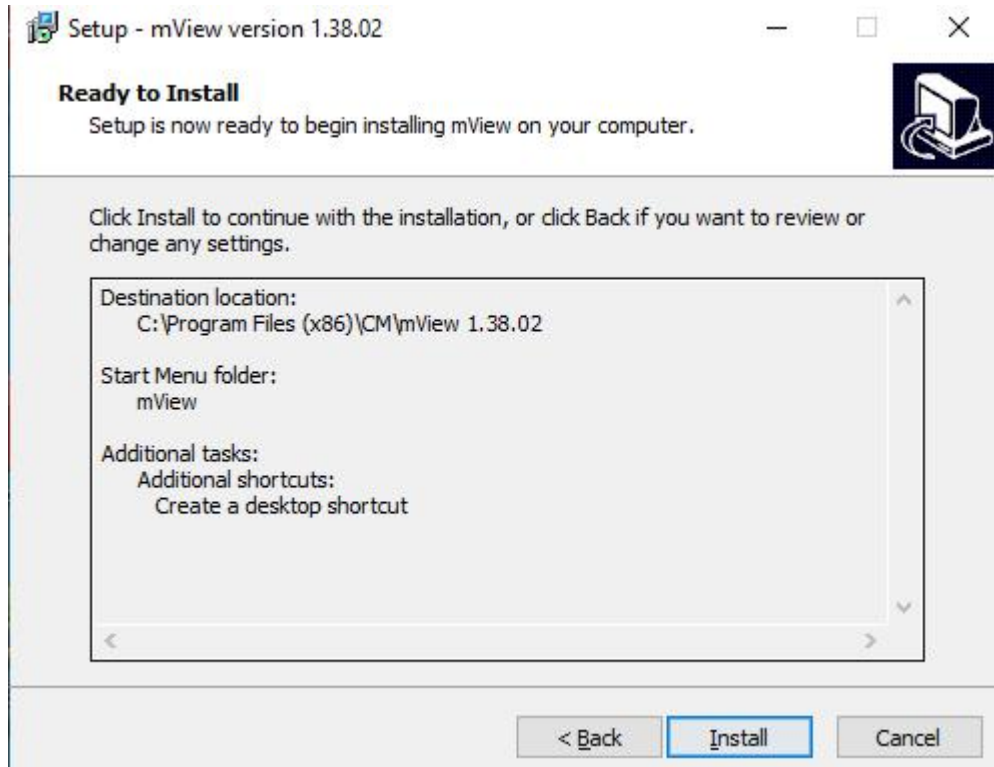 Setup - mView version 1.38.02
Ready to Install
Setup is now ready to begin installing mView on your computer.
Click Install to continue with the installation, or click Back if you want to review or
change any settings.
Destination location:
C:\Program Files (x86)\CM\mView 1.38.02
Start Menu folder:
mView
Additional tasks:
Additional shortcuts:
Create a desktop shortcut
< Back
Install
Cancel